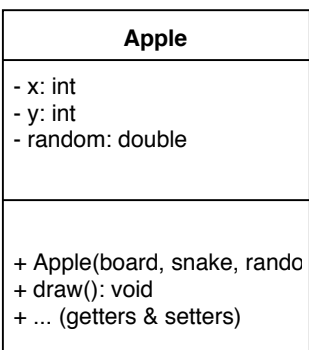 Apple
- x: int
- y: int
- random: double
+ Apple(board, snake, rando
+ draw(): void
+ ... (getters & setters)